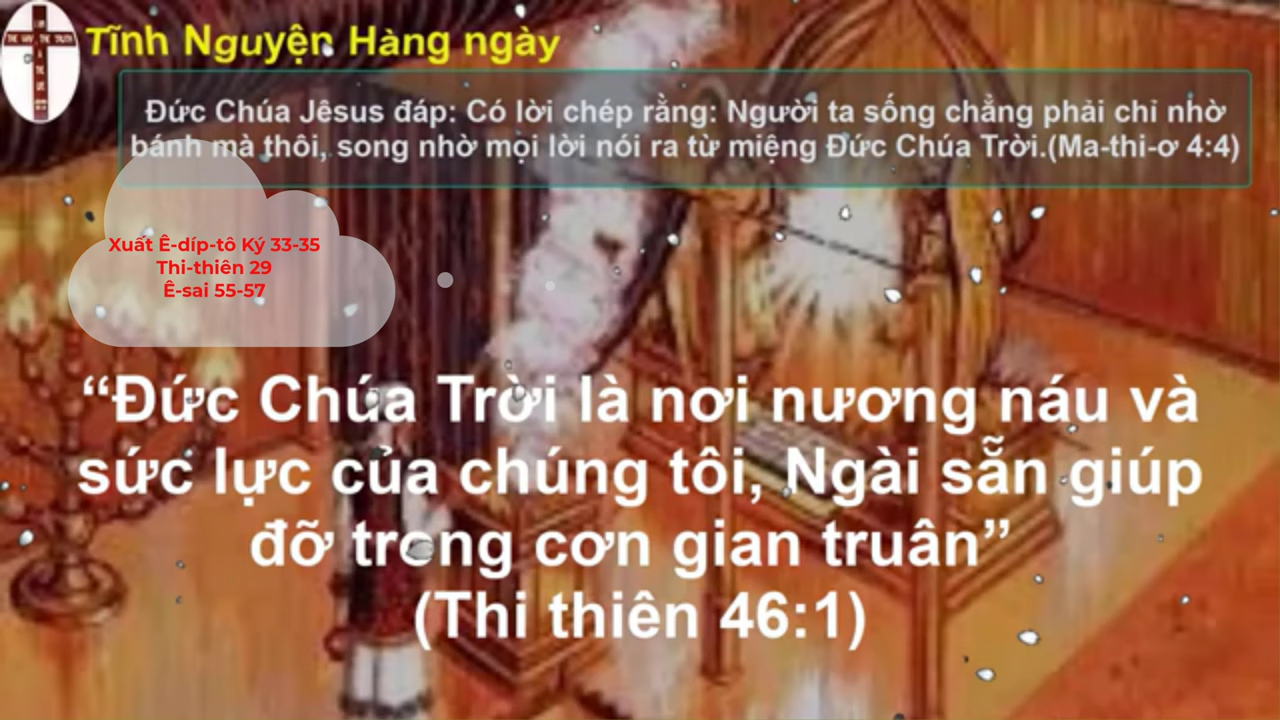 Tĩnh Nguyện Hàng ngày
Đức Chúa Jêsus đáp: Có lời chép rằng: Người ta sống chẳng phải chỉ nhờ
bánh mà thôi, song nhờ mọi lời nói ra từ miệng Đức Chúa Trời.(Ma-thi-ơ 4:4)
Xuất Ê-díp-tô Ký 33-35
Thi-thiên 29
Ê-sai 55-57
“Đức Chúa Trời là nơi nương náu và
sức lực của chúng tôi, Ngài sẵn giúp
đỡ trong cơn gian truân”
(Thi thiên 46:1)